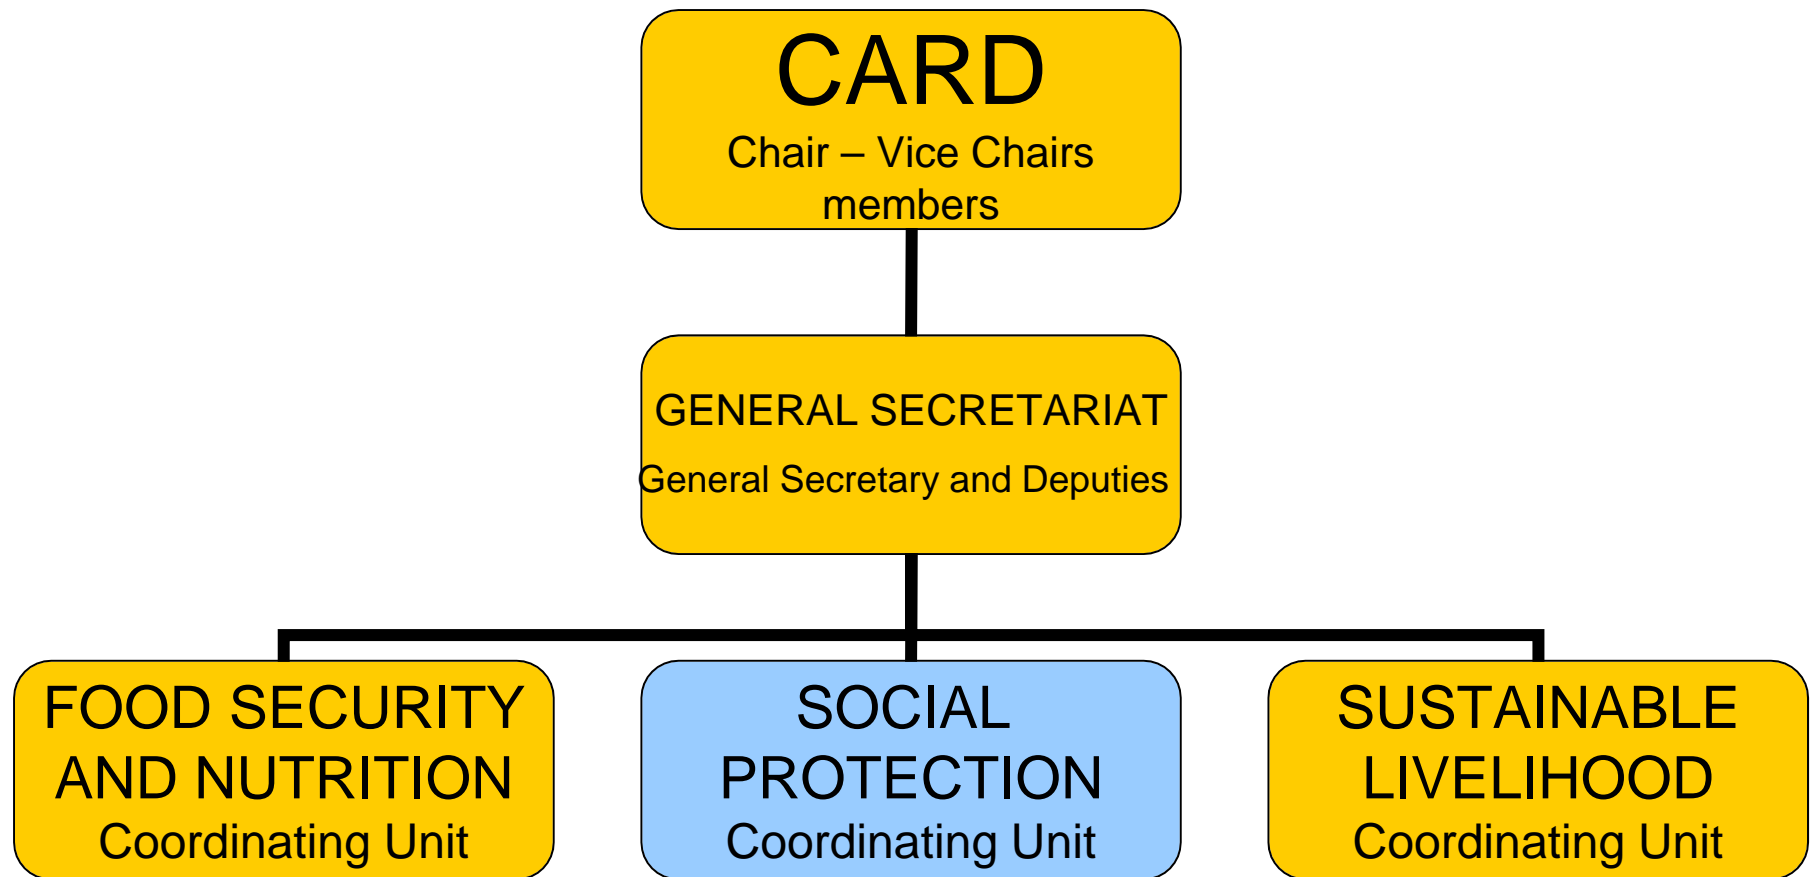 CARD
Chair – Vice Chairs
members
GENERAL SECRETARIAT
General Secretary and Deputies
FOOD SECURITY
AND NUTRITION
Coordinating Unit
SOCIAL
PROTECTION
Coordinating Unit
SUSTAINABLE
LIVELIHOOD
Coordinating Unit